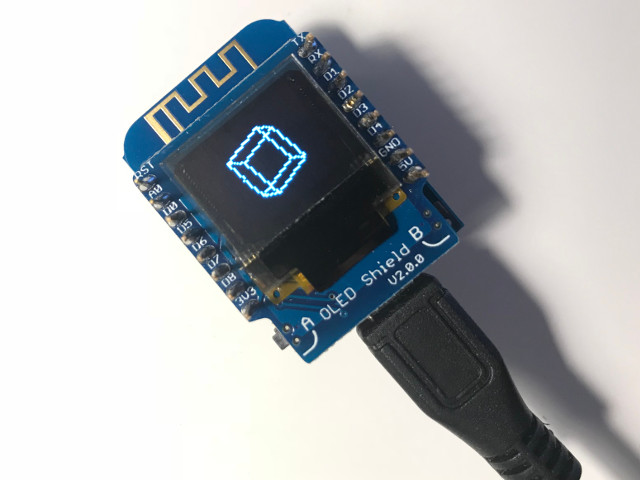 TX
RX
D1
D2
D3
D4
GND
5V
RST
A0
D0
D5
D6
D7
D8
3V3
A OLED Shield B
V2.0.0